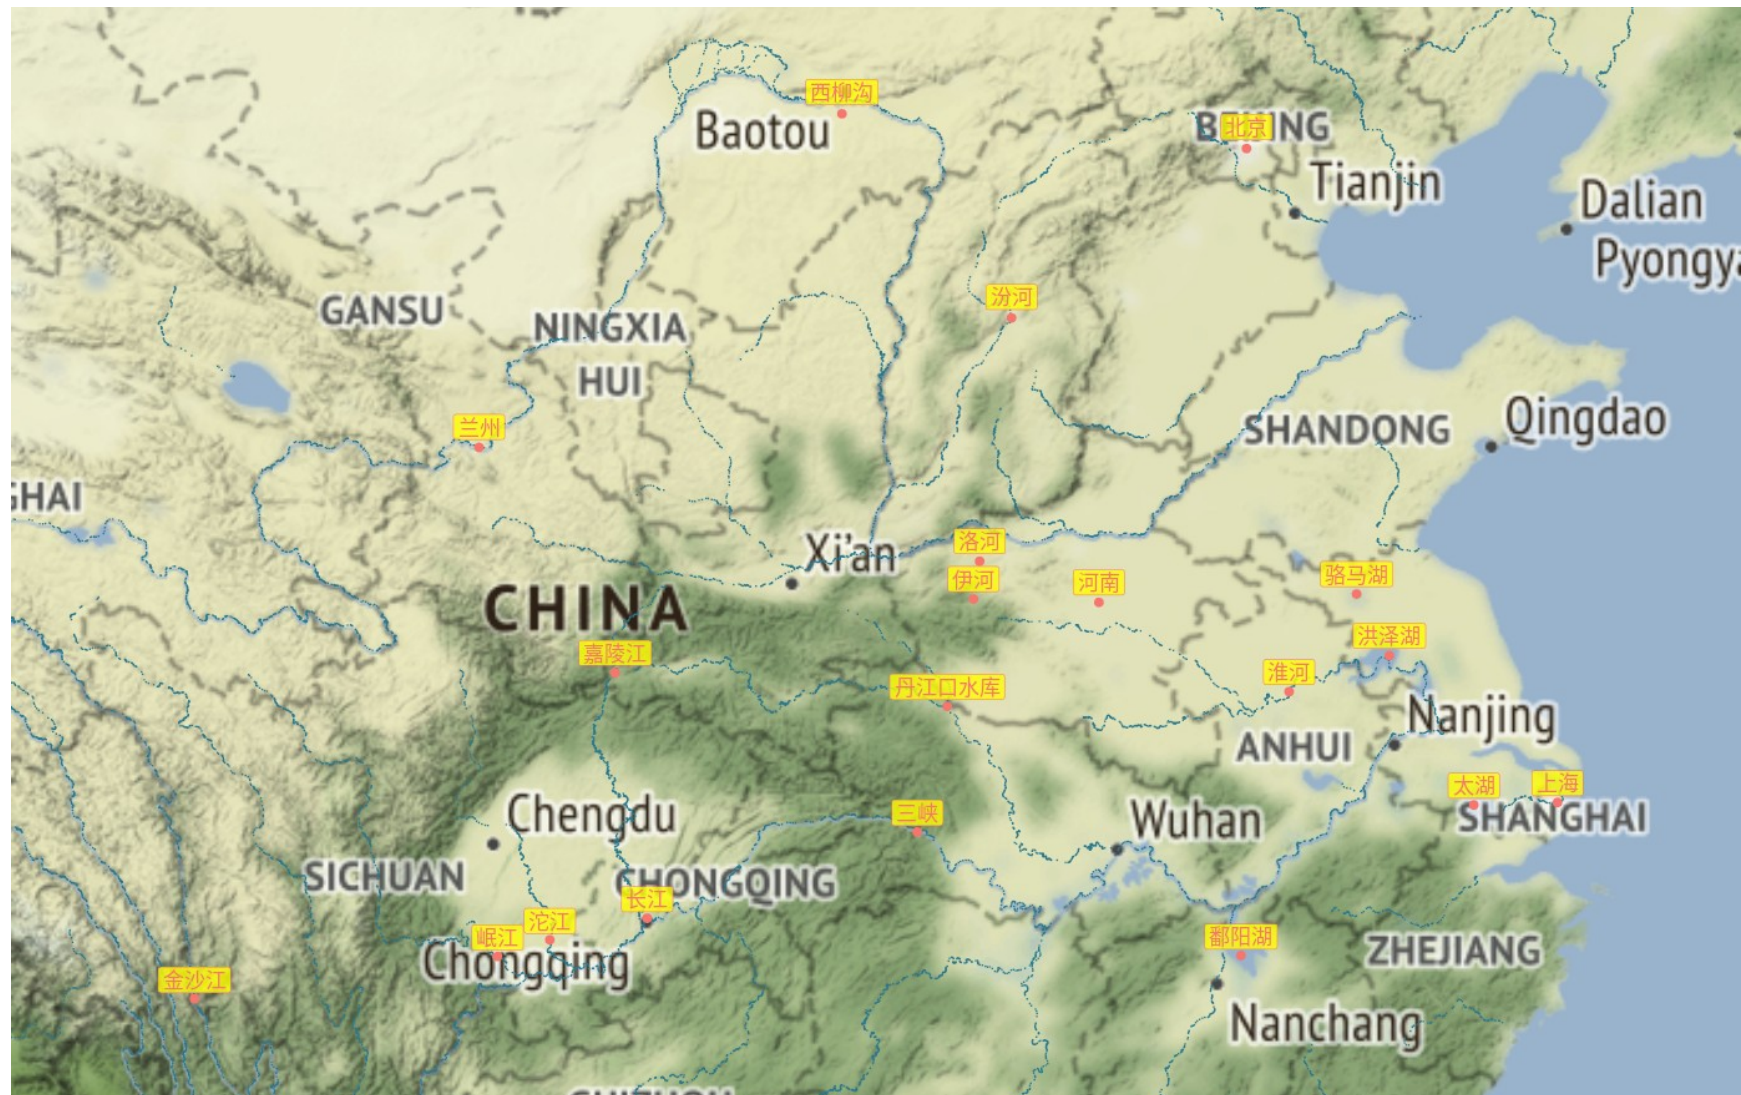 西柳沟
Baotou
BEIJING
北京
Tianjin
Dalian
Pyongya
GANSU
NINGXIA
HUI
汾河
兰州
SHANDONG
Qingdao
GHAI
Xi'an
洛河
伊河
河南
骆马湖
CHINA
嘉陵江
洪泽湖
淮河
丹江口水库
Nanjing
ANHUI
太湖
上海
SHANGHAI
Chengdu
三峡
Wuhan
SICHUAN
CHONGQING
长江
沱江
岷江
Chongqing
鄱阳湖
ZHEJIANG
金沙江
Nanchang